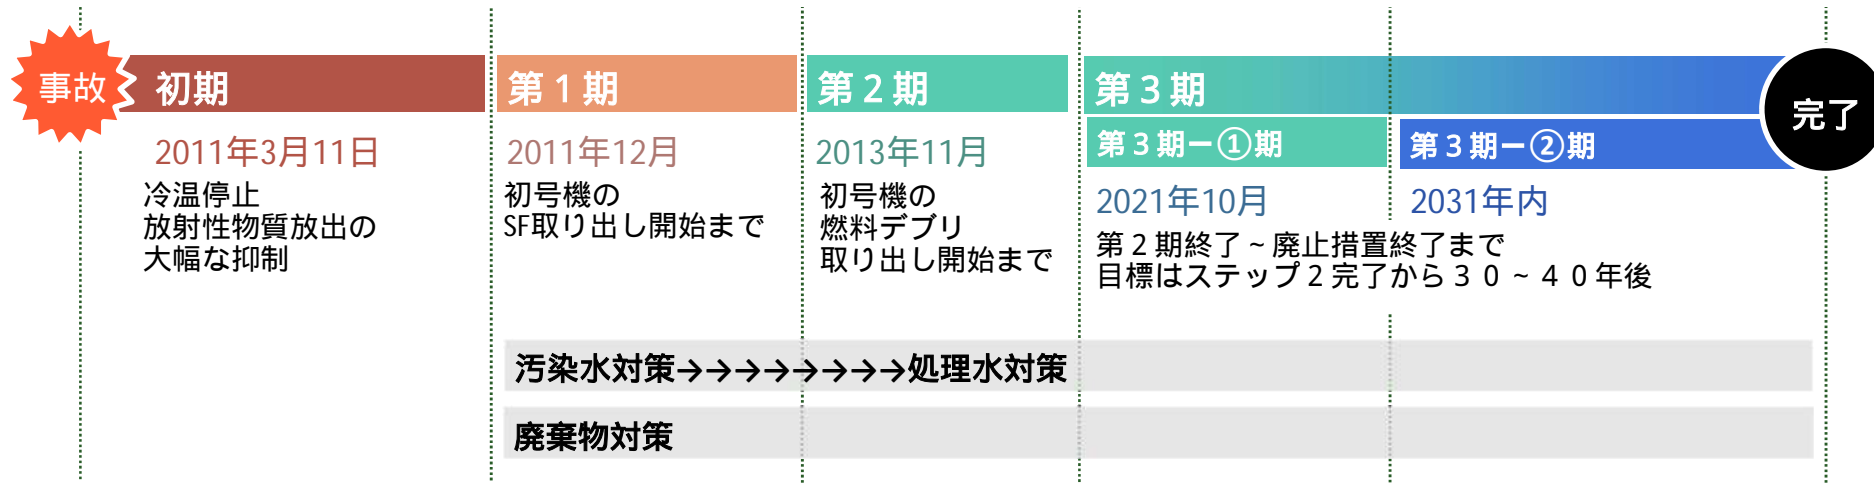 事故
初期
2011年3月11日
冷温停止
放射性物質放出の
大幅な抑制
第１期
2011年12月
初号機の
SF取り出し開始まで
第２期
2013年11月
初号機の
燃料デブリ
取り出し開始まで
第３期
第３期ー①期
2021年10月
第３期ー②期
2031年内
第２期終了～廃止措置終了まで
目標はステップ２完了から３０～４０年後
完了
汚染水対策→→→→→→→→処理水対策
廃棄物対策